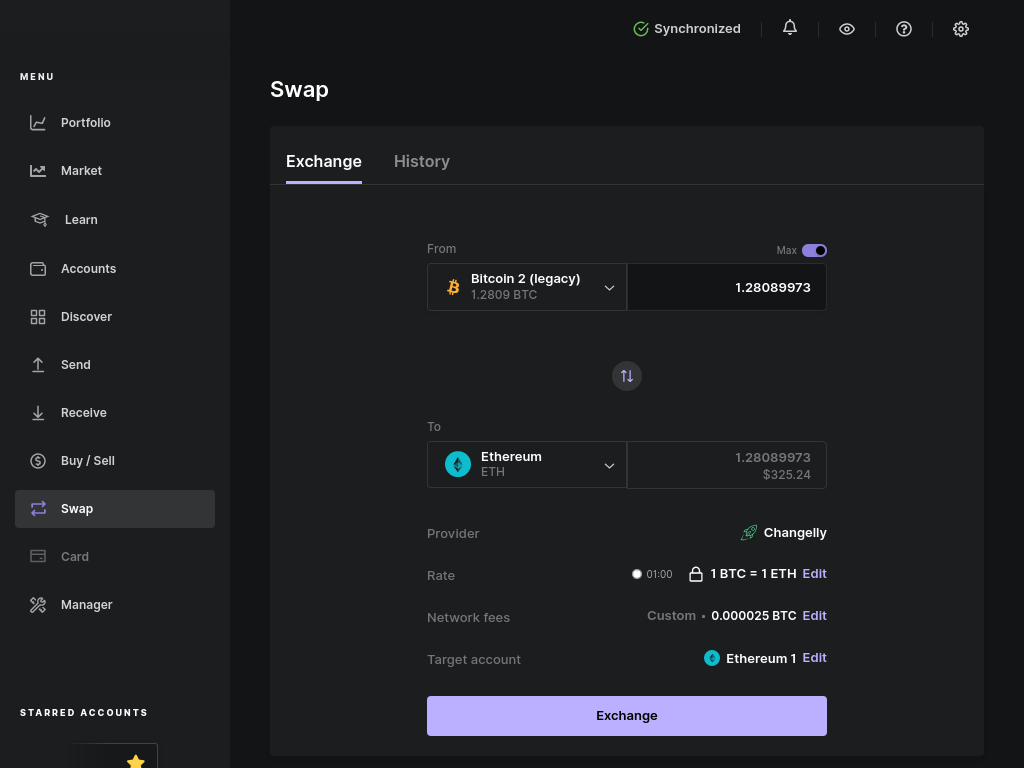 Synchronized
MENU
Portfolio
Market
Learn
Accounts
Discover
Send
Receive
Buy / Sell
Swap
Card
Manager
STARRED ACCOUNTS
Swap
Exchange
History
From
Max
Bitcoin 2 (legacy)
1.2809 BTC
1.28089973
To
Ethereum
ETH
1.28089973
$325.24
Provider
Changelly
Rate
01:00
1 BTC = 1 ETH Edit
Network fees
Custom • 0.000025 BTC Edit
Target account
Ethereum 1 Edit
Exchange